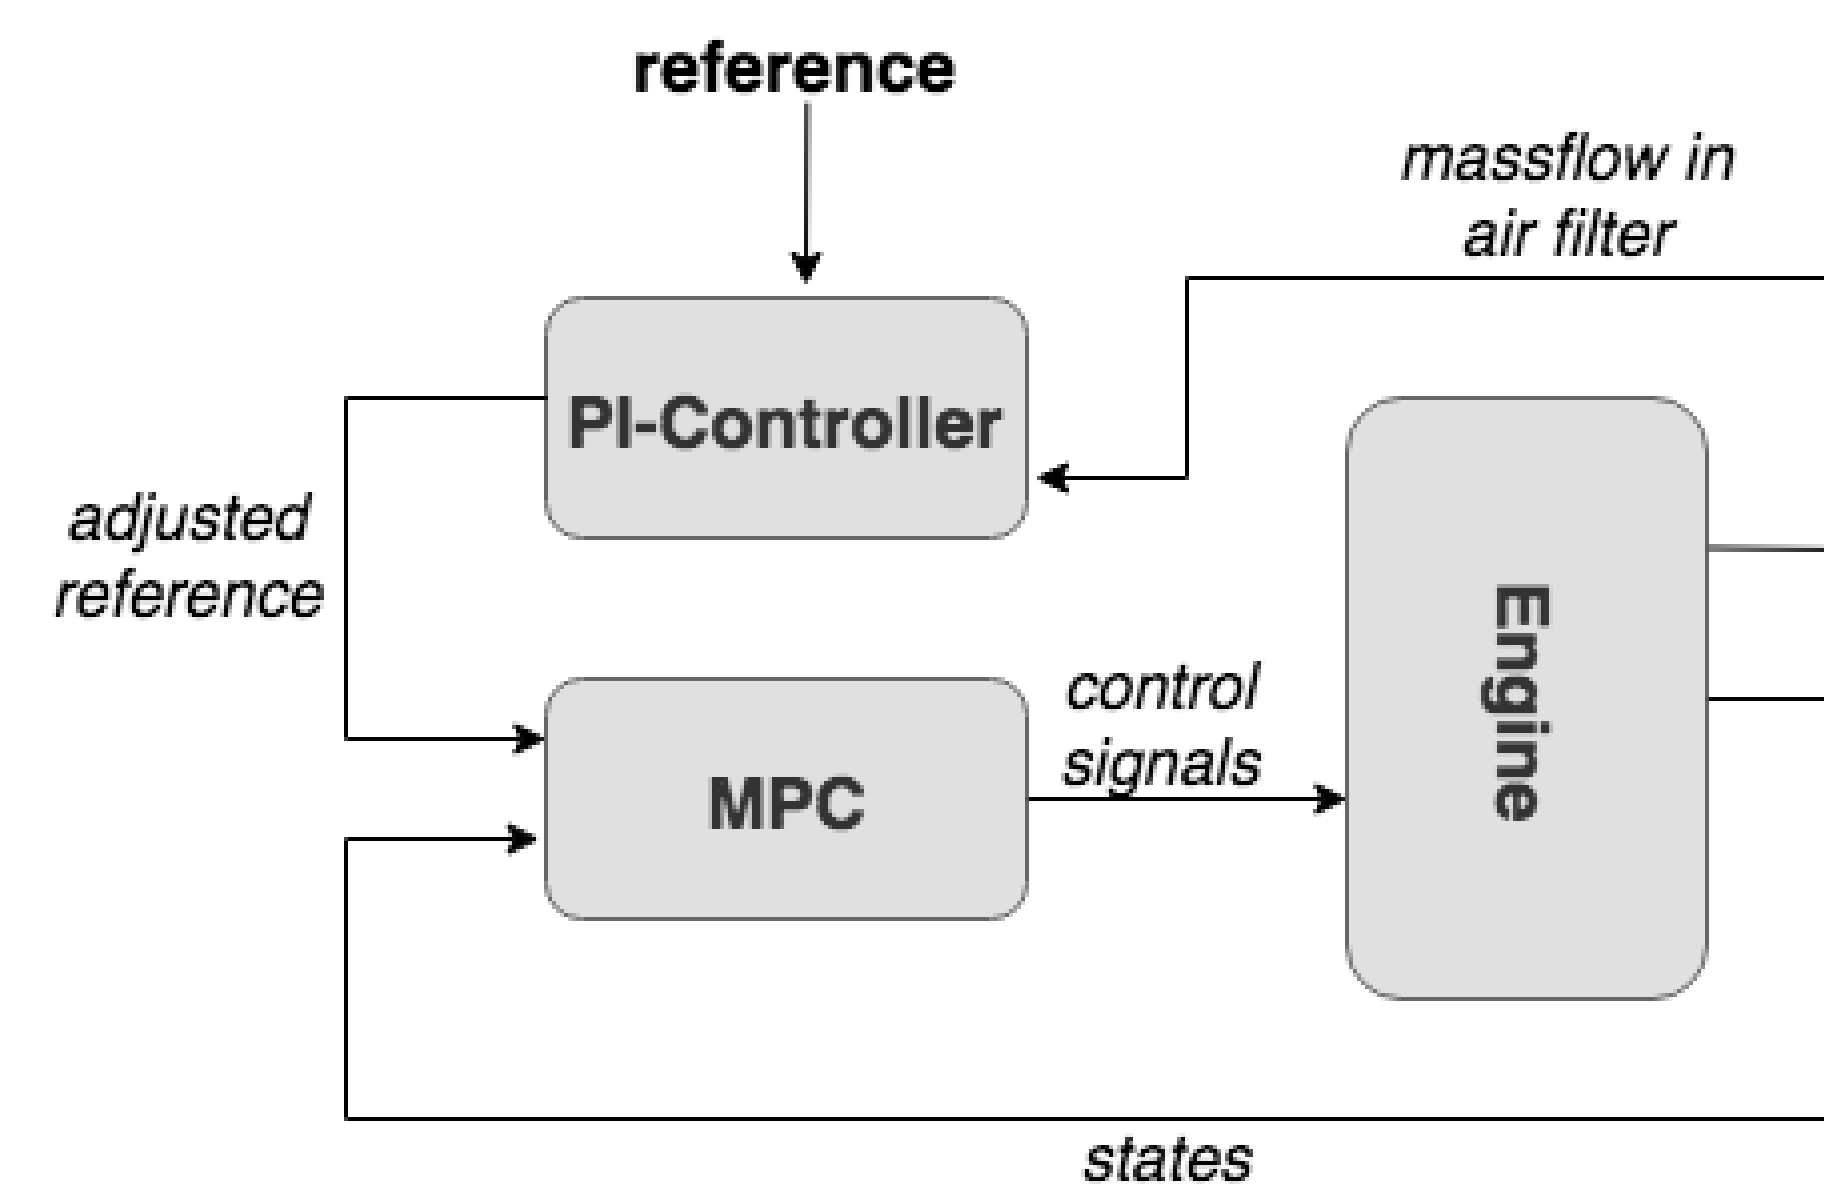 reference
massflow in
air filter
PI-Controller
adjusted
reference
control
signals
Engine
MPC
states